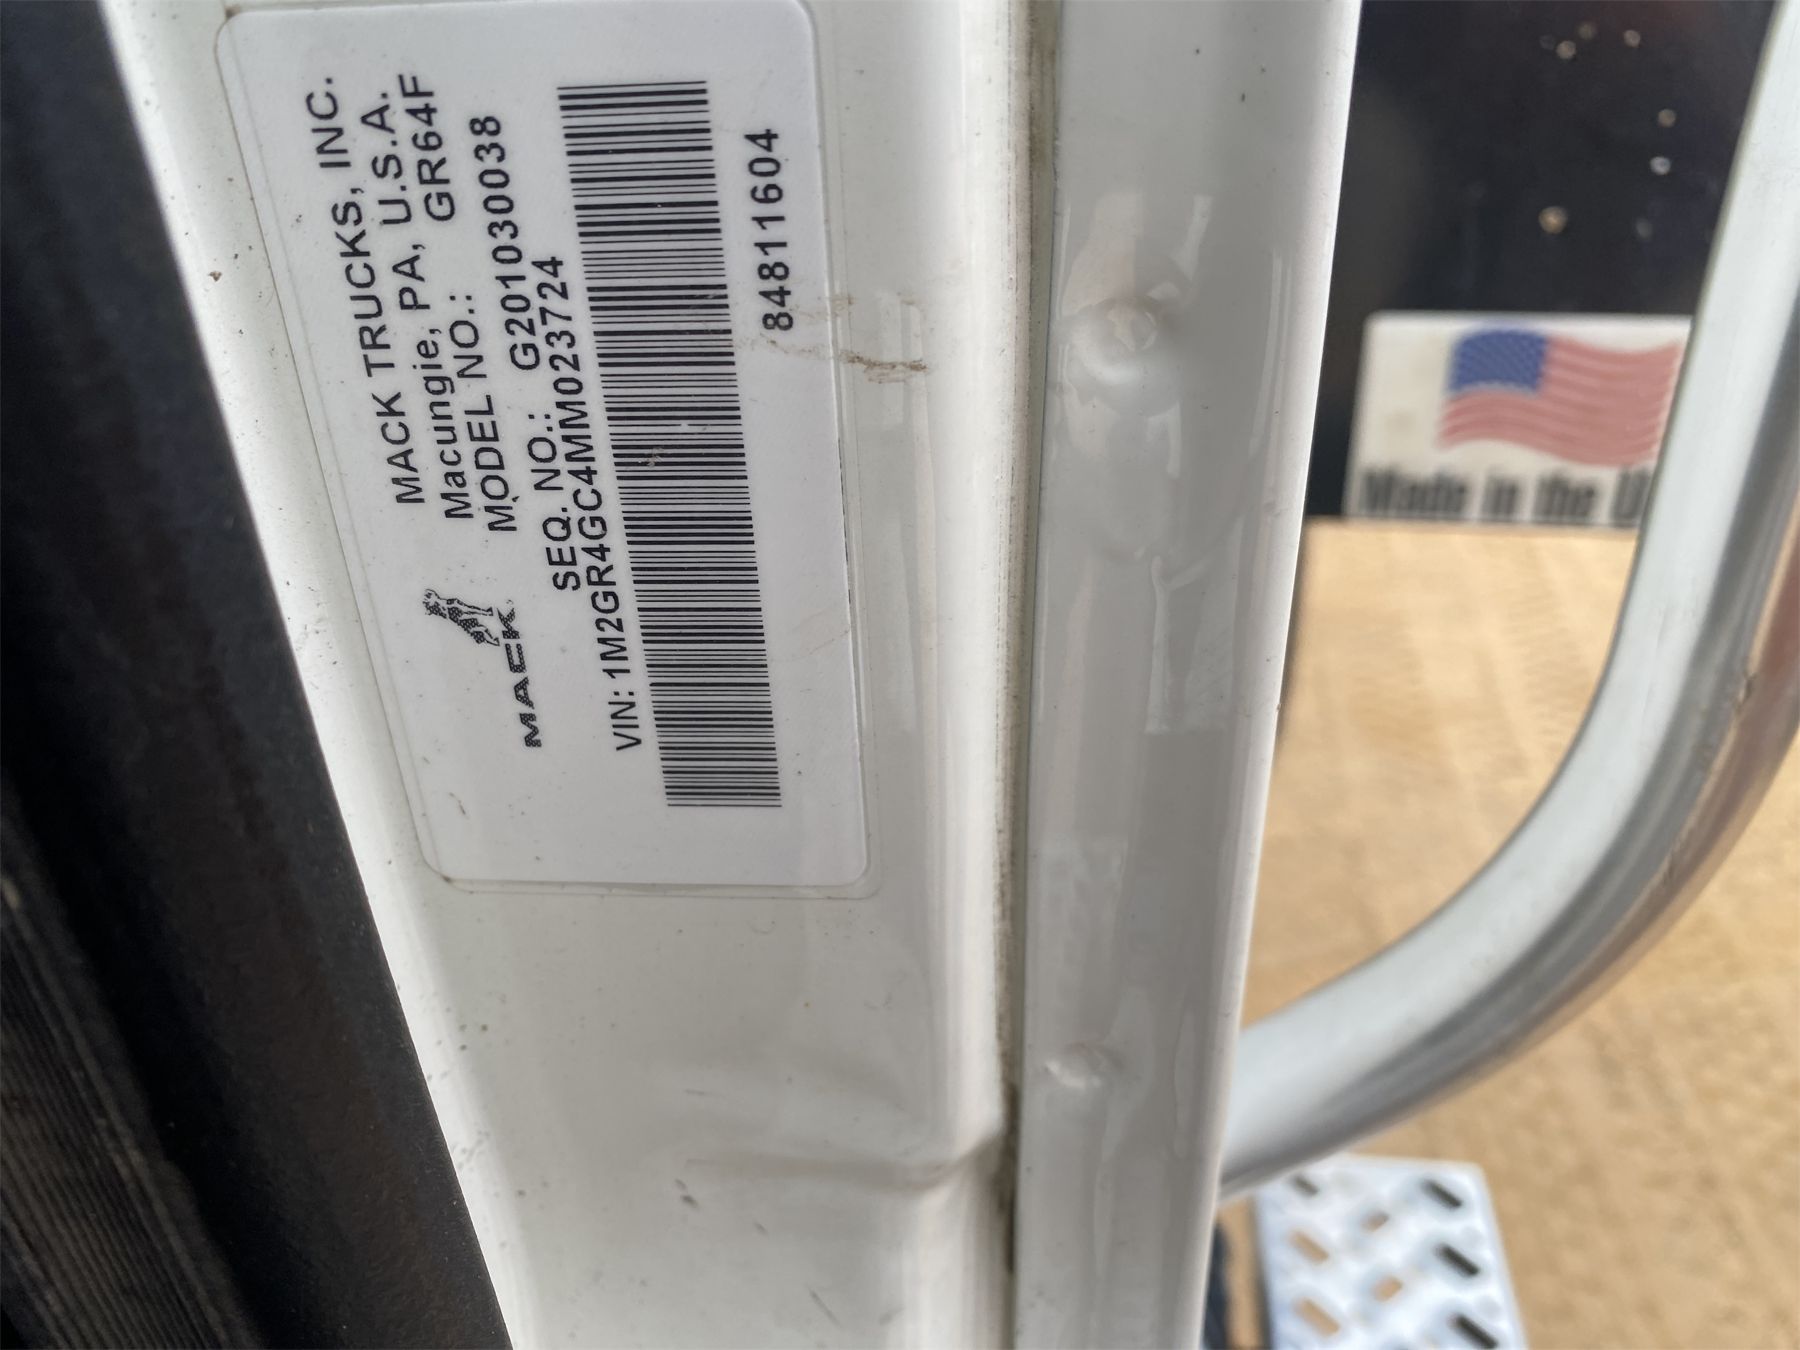 MACK TRUCKS, INC.
Macungie, PA, U.S.A.
MODEL NO.: GR64F
SEQ. NO.: G201030038
VIN: 1M2GR4GC4MM023724
84811604
MACK
Made in the U